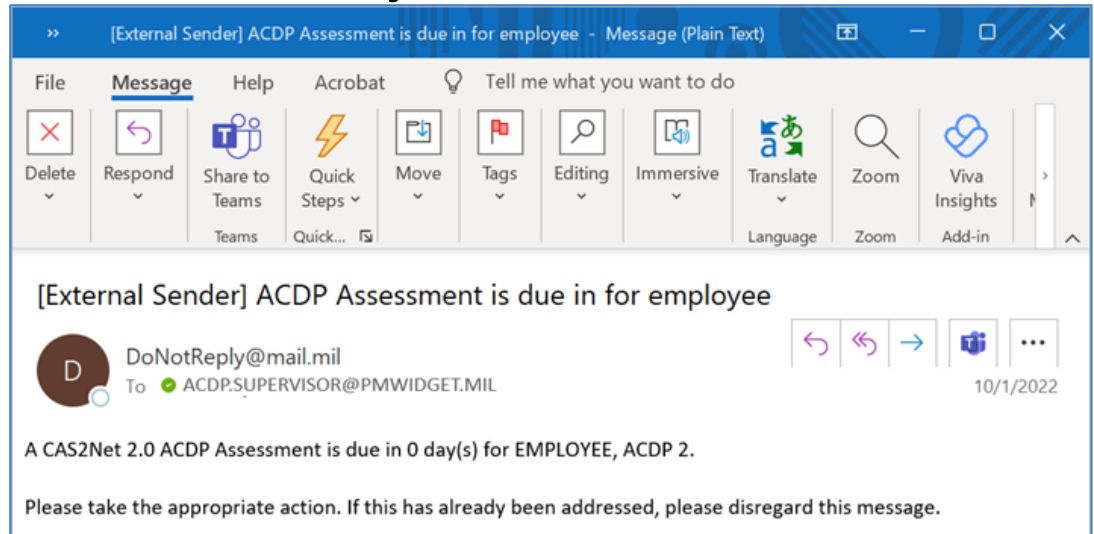 [External Sender] ACDP Assessment is due in for employee - Message (Plain Text)
File Message Help Acrobat Tell me what you want to do
Delete Respond Share to Teams Quick Steps Move Tags Editing Immersive Translate Zoom Viva Insights
Teams Quick... Language Zoom Add-in
[External Sender] ACDP Assessment is due in for employee
D
DoNotReply@mail.mil
To ACDP.SUPERVISOR@PMWIDGET.MIL
10/1/2022
A CAS2Net 2.0 ACDP Assessment is due in 0 day(s) for EMPLOYEE, ACDP 2.
Please take the appropriate action. If this has already been addressed, please disregard this message.